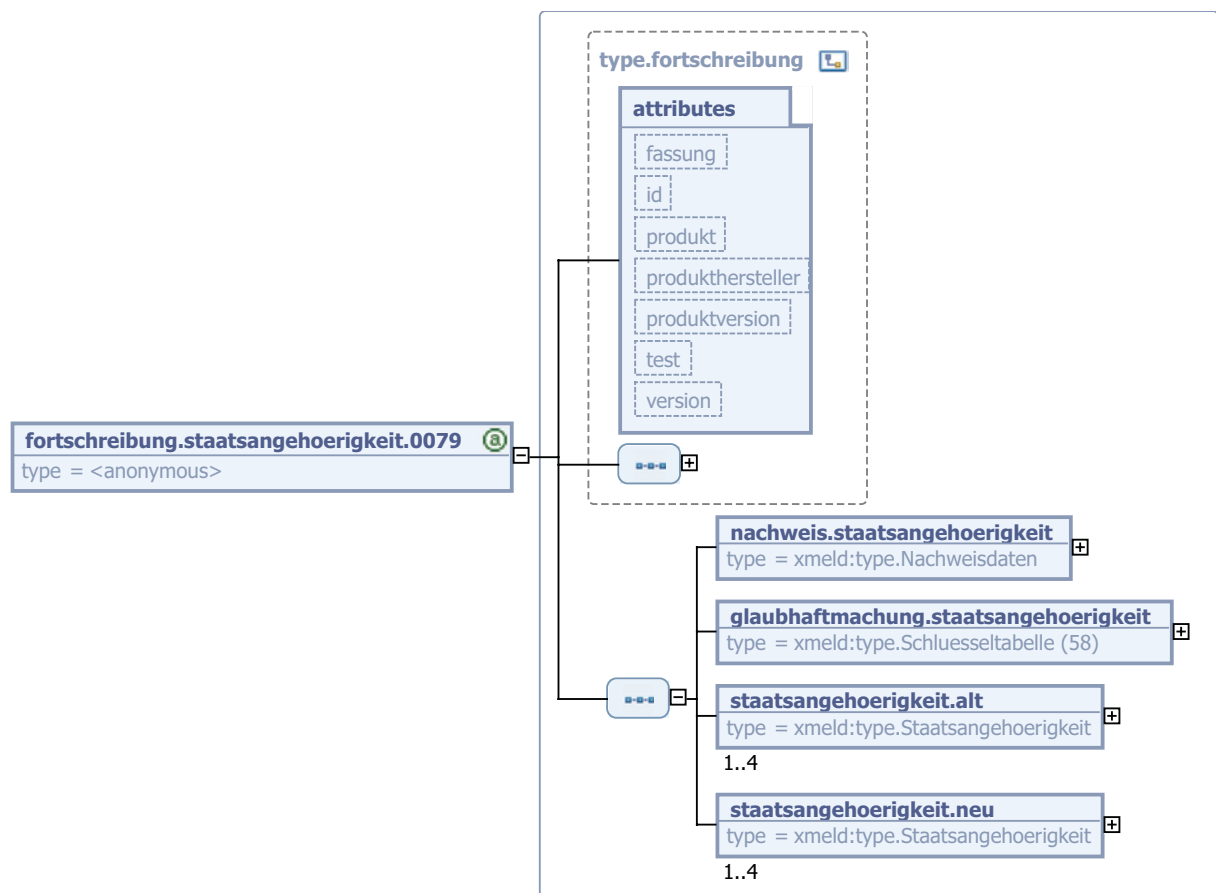 type.fortschreibung
attributes
fassung
id
produkt
produkthersteller
produktversion
test
version
fortschreibung.staatsangehoerigkeit.0079 a
type = <anonymous>
nachweis.staatsangehoerigkeit
type = xmeld:type.Nachweisdaten
glaubhaftmachung.staatsangehoerigkeit
type = xmeld:type.Schluesseltabelle (58)
staatsangehoerigkeit.alt
type = xmeld:type.Staatsangehoerigkeit
1..4
staatsangehoerigkeit.neu
type = xmeld:type.Staatsangehoerigkeit
1..4